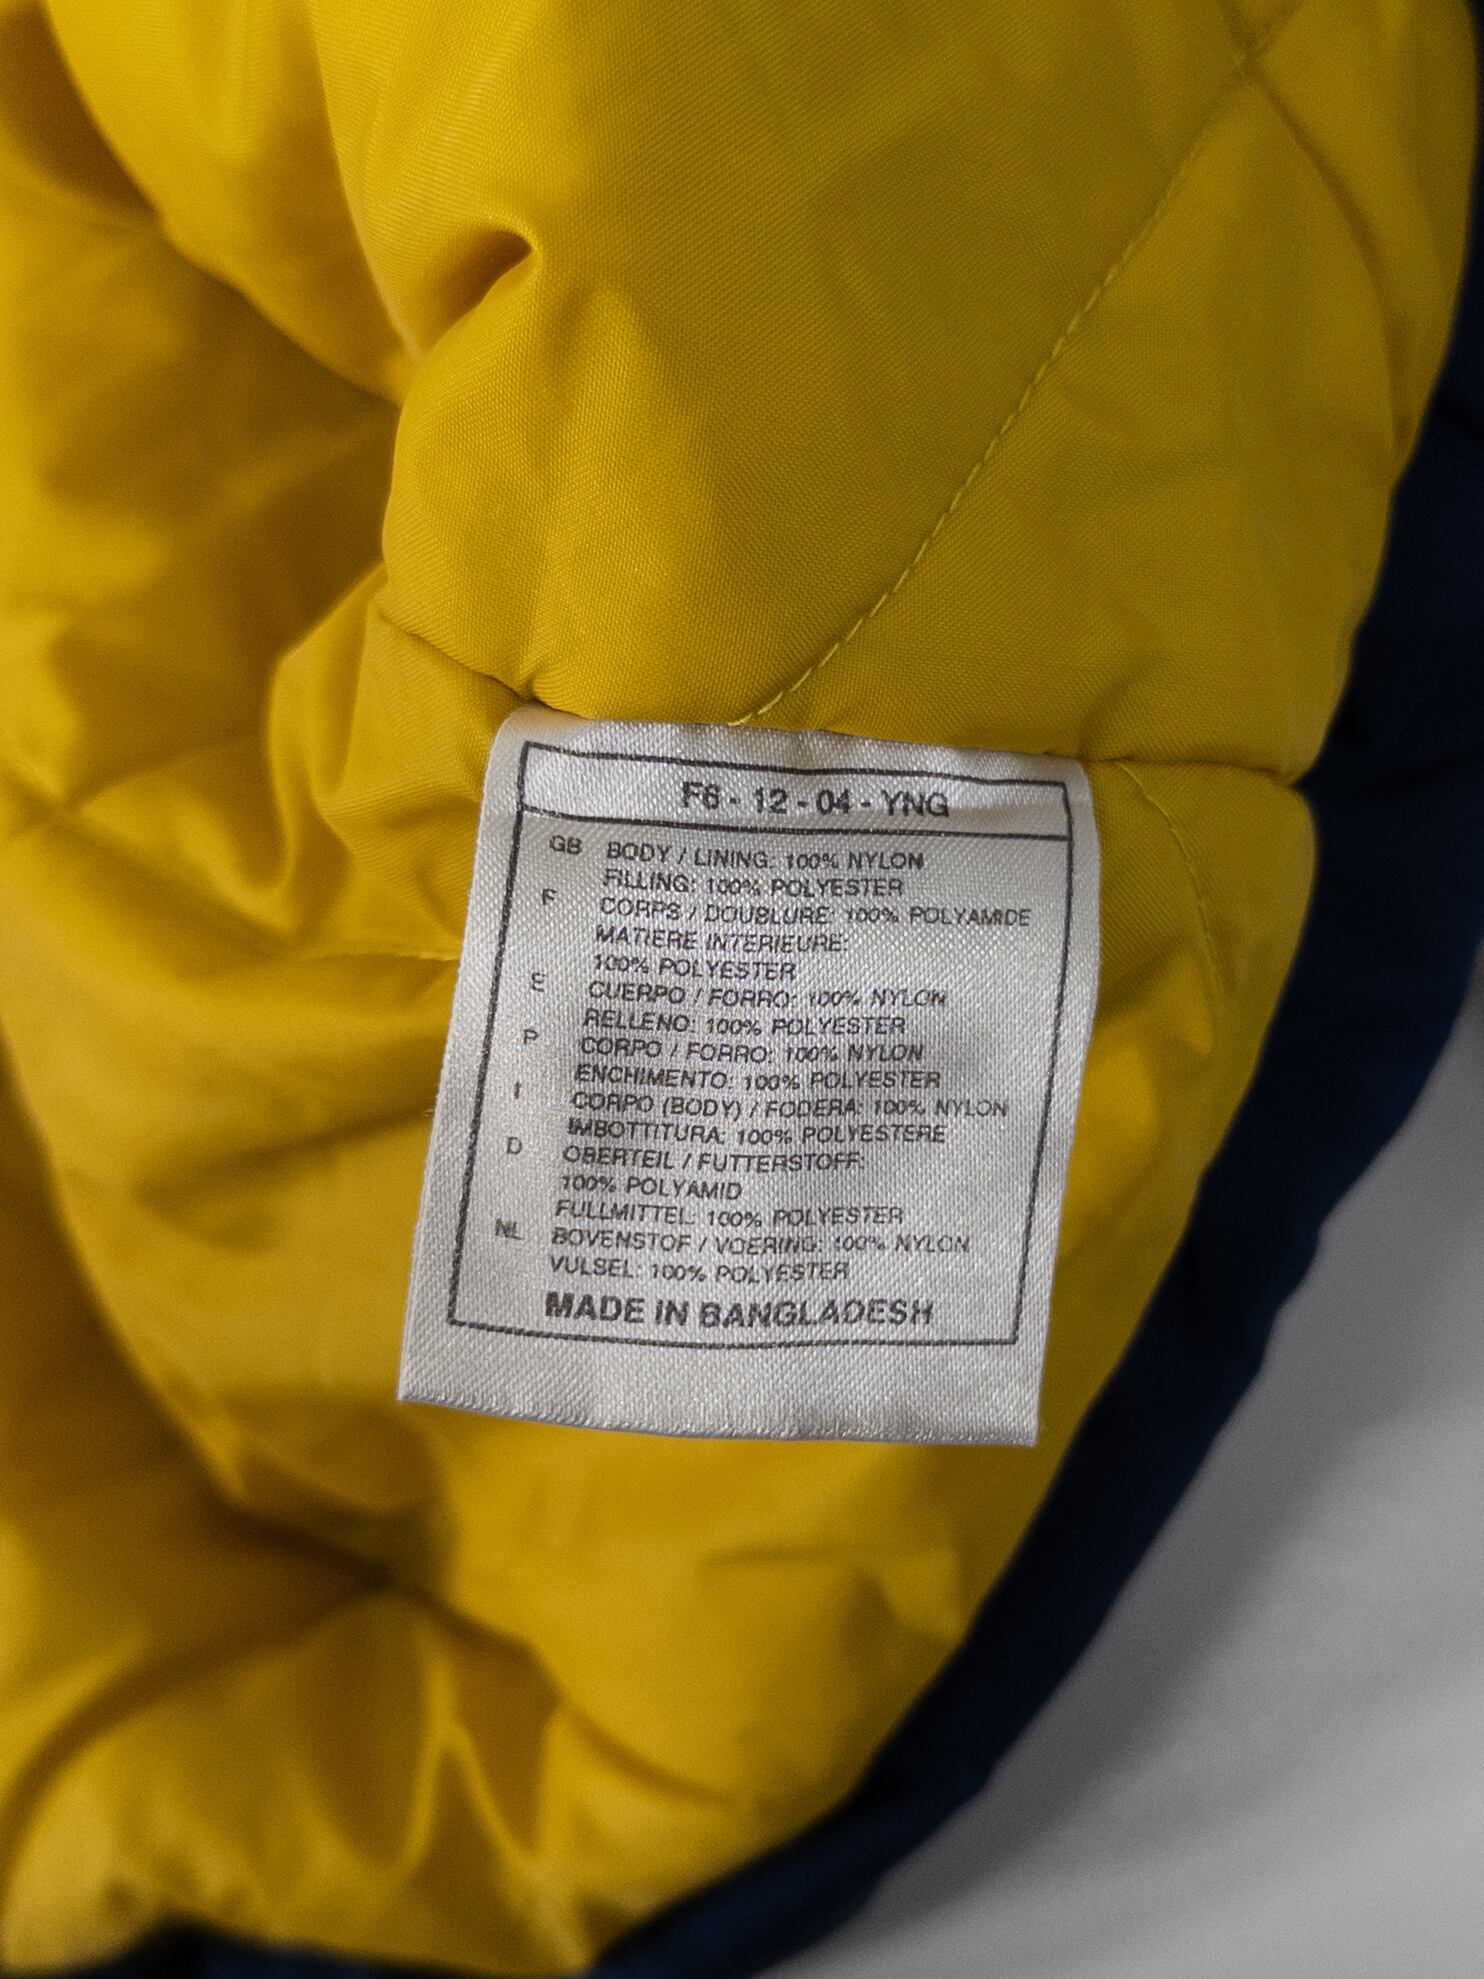 F6 - 12 - 04 - YNG
GB BODY / LINING: 100% NYLON
FILLING: 100% POLYESTER
F CORPS / DOUBLURE: 100% POLYAMIDE
MATIERE INTERIEURE:
100% POLYESTER
E CUERPO / FORRO: 100% NYLON
RELLENO: 100% POLYESTER
P CORPO / FORRO: 100% NYLON
ENCHIMENTO: 100% POLYESTER
I CORPO (BODY) / FODERA: 100% NYLON
IMBOTTITURA: 100% POLYESTERE
D OBERTEIL / FUTTERSTOFF:
100% POLYAMID
FULLMITTEL: 100% POLYESTER
NL BOVENSTOF / VOERING: 100% NYLON
VULSEL: 100% POLYESTER
MADE IN BANGLADESH